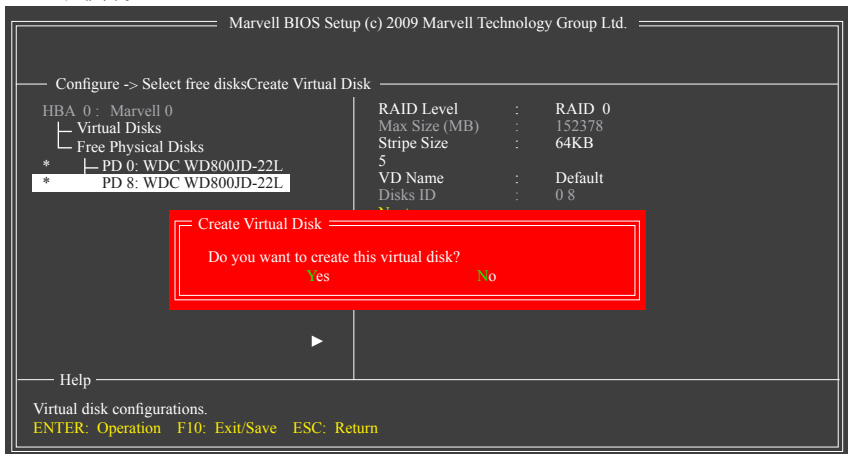 Marvell BIOS Setup (c) 2009 Marvell Technology Group Ltd.
Configure -> Select free disksCreate Virtual Disk
HBA 0 : Marvell 0
Virtual Disks
Free Physical Disks
* PD 0: WDC WD800JD-22L
* PD 8: WDC WD800JD-22L
RAID Level : RAID 0
Max Size (MB) : 152378
Stripe Size : 64KB
5
VD Name : Default
Disks ID : 0 8
Create Virtual Disk
Do you want to create this virtual disk?
Yes No
Help
Virtual disk configurations.
ENTER: Operation F10: Exit/Save ESC: Return